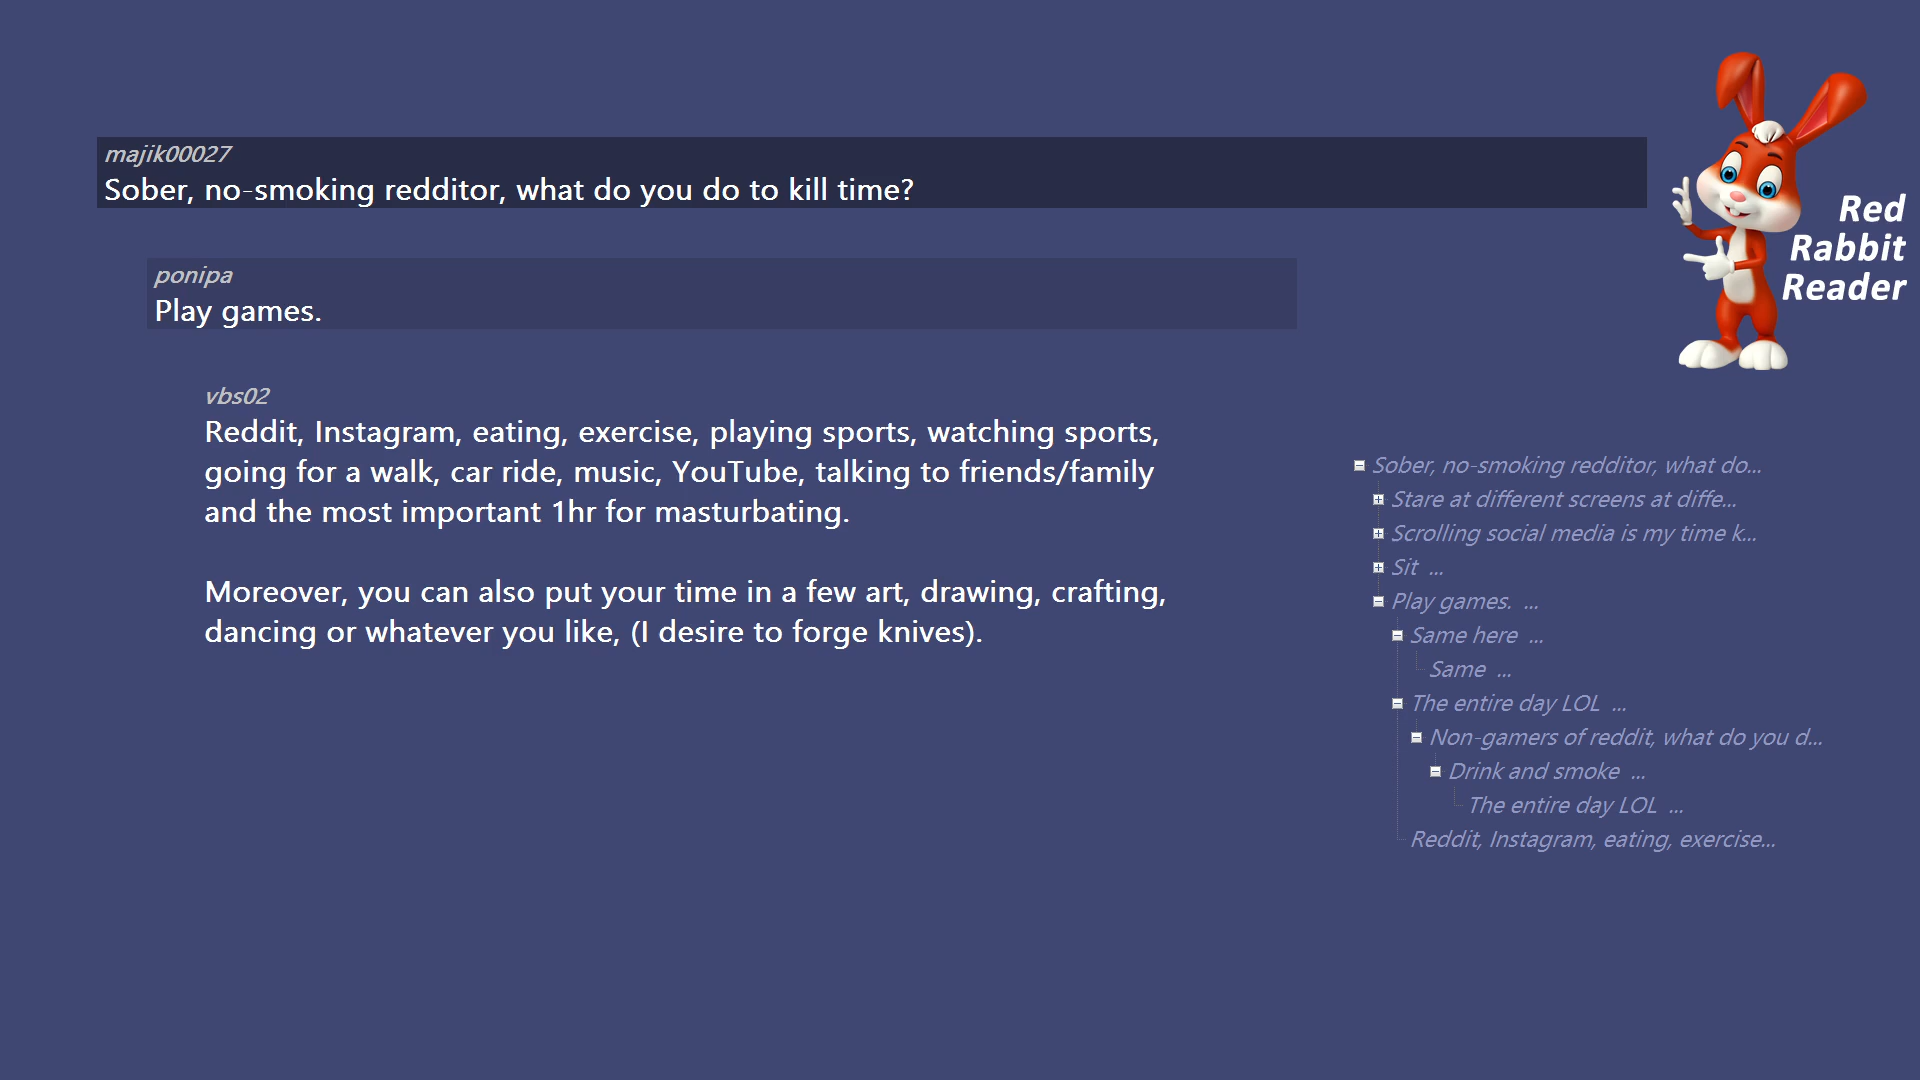 majik00027
Sober, no-smoking redditor, what do you do to kill time?
ponipa
Play games.
vbs02
Reddit, Instagram, eating, exercise, playing sports, watching sports,
going for a walk, car ride, music, YouTube, talking to friends/family
and the most important 1hr for masturbating.
Moreover, you can also put your time in a few art, drawing, crafting,
dancing or whatever you like, (I desire to forge knives).
Red
Rabbit
Reader
Sober, no-smoking redditor, what do...
Stare at different screens at diffe...
Scrolling social media is my time k...
Sit ...
Play games. ...
Same here ...
Same ...
The entire day LOL ...
Non-gamers of reddit, what do you d...
Drink and smoke ...
The entire day LOL ...
Reddit, Instagram, eating, exercise...